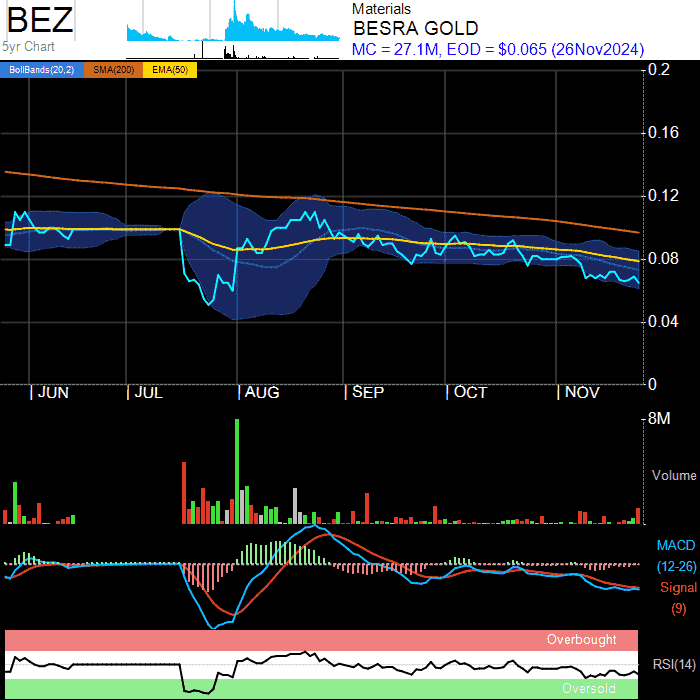 BEZ
5yr Chart
Materials
BESRA GOLD
MC = 27.1M, EOD = $0.065 (26Nov2024)
BollBands(20,2) SMA(200) EMA(50)
0.2
0.16
0.12
0.08
0.04
0
JUN JUL AUG SEP OCT NOV
8M
Volume
MACD
(12-26)
Signal
(9)
Overbought
RSI(14)
Oversold